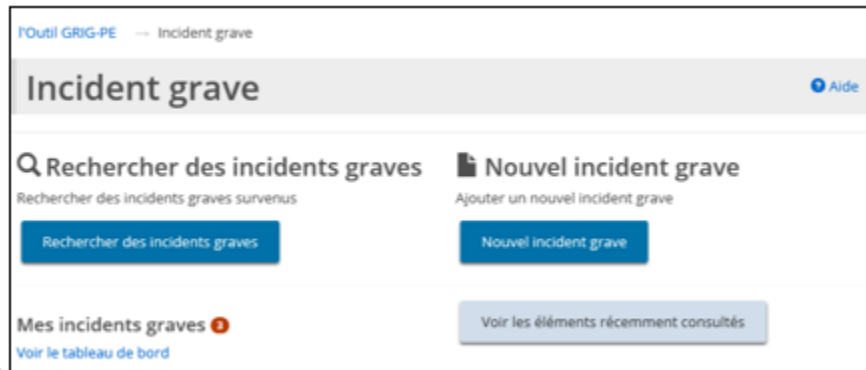 l'Outil GRIG-PE → Incident grave
Incident grave
Aide
Rechercher des incidents graves
Rechercher des incidents graves survenus
Rechercher des incidents graves
Nouvel incident grave
Ajouter un nouvel incident grave
Nouvel incident grave
Mes incidents graves 3
Voir le tableau de bord
Voir les éléments récemment consultés